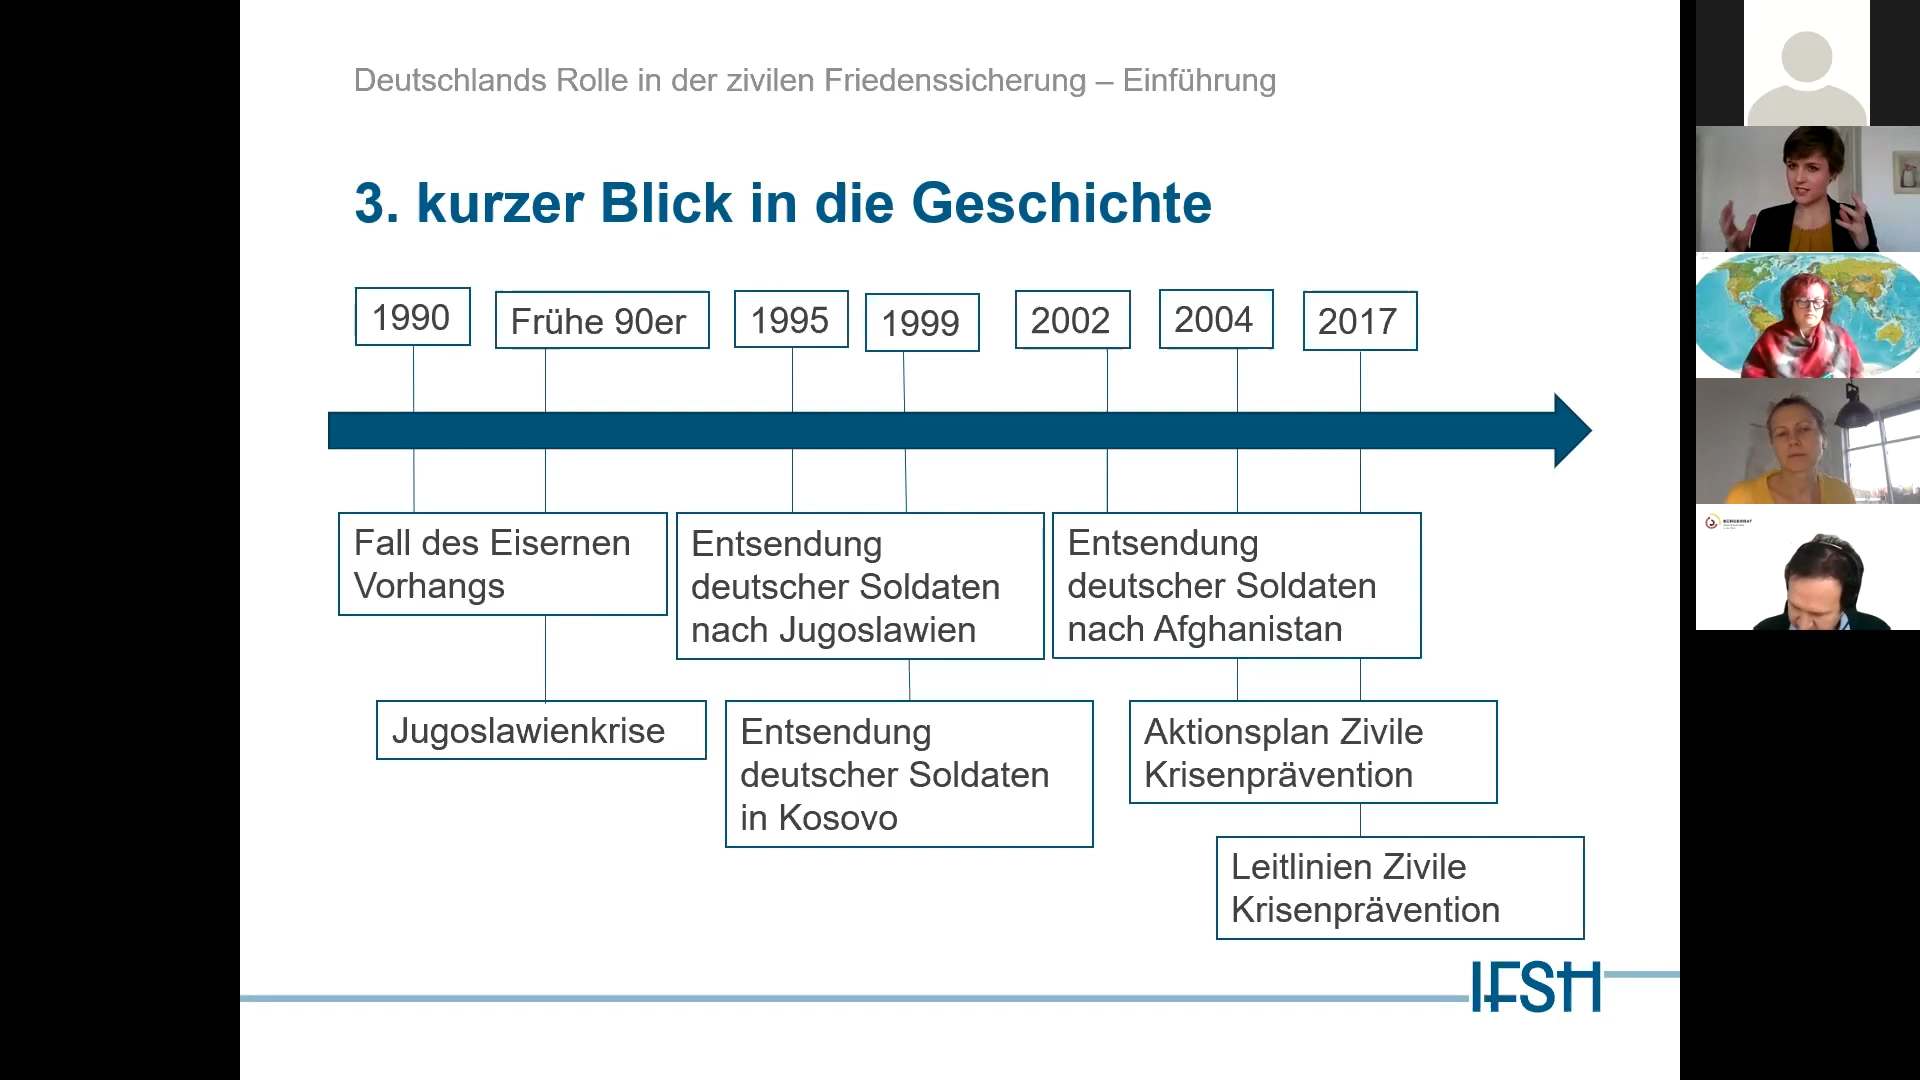 Deutschlands Rolle in der zivilen Friedenssicherung – Einführung
3. kurzer Blick in die Geschichte
1990
Frühe 90er
1995
1999
2002
2004
2017
Fall des Eisernen
Vorhangs
Entsendung
deutscher Soldaten
nach Jugoslawien
Entsendung
deutscher Soldaten
nach Afghanistan
Jugoslawienkrise
Entsendung
deutscher Soldaten
in Kosovo
Aktionsplan Zivile
Krisenprävention
Leitlinien Zivile
Krisenprävention
IFSH
BÜRGERRAT